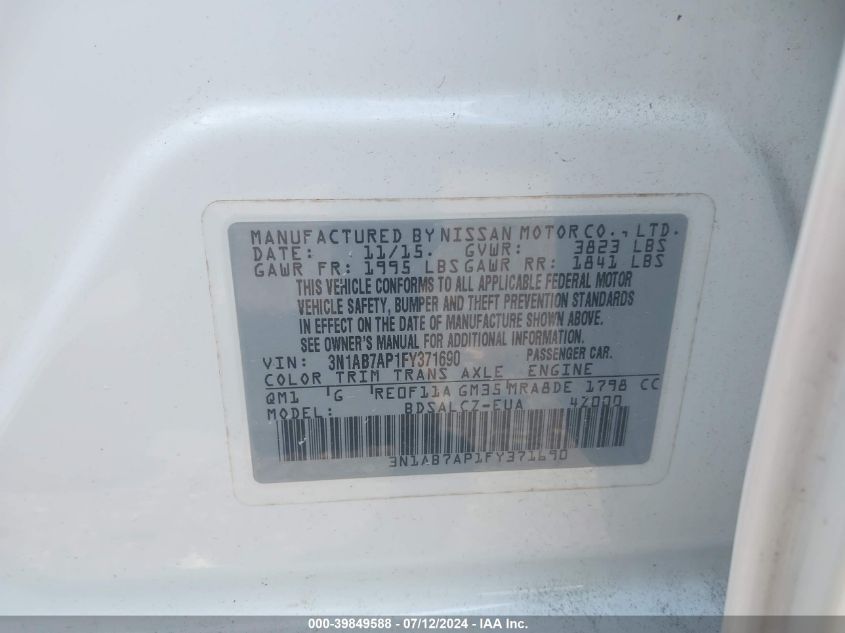 MANUFACTURED BY NISSAN MOTOR CO., LTD.
DATE: 11/15. GVWR: 3823 LBS
GAWR FR: 1995 LBS GAWR RR: 1841 LBS
THIS VEHICLE CONFORMS TO ALL APPLICABLE FEDERAL MOTOR
VEHICLE SAFETY, BUMPER AND THEFT PREVENTION STANDARDS
IN EFFECT ON THE DATE OF MANUFACTURE SHOWN ABOVE.
SEE OWNER'S MANUAL FOR ADDITIONAL INFORMATION.
VIN: 3N1AB7AP1FY371690 PASSENGER CAR.
COLOR TRIM TRANS AXLE ENGINE
QM1 G RE0F11A GM35 MRA8DE 1798 CC
MODEL: BDSALCZ-EUA 42000
3N1AB7AP1FY371690
000-39849588 - 07/12/2024 - IAAI Inc.